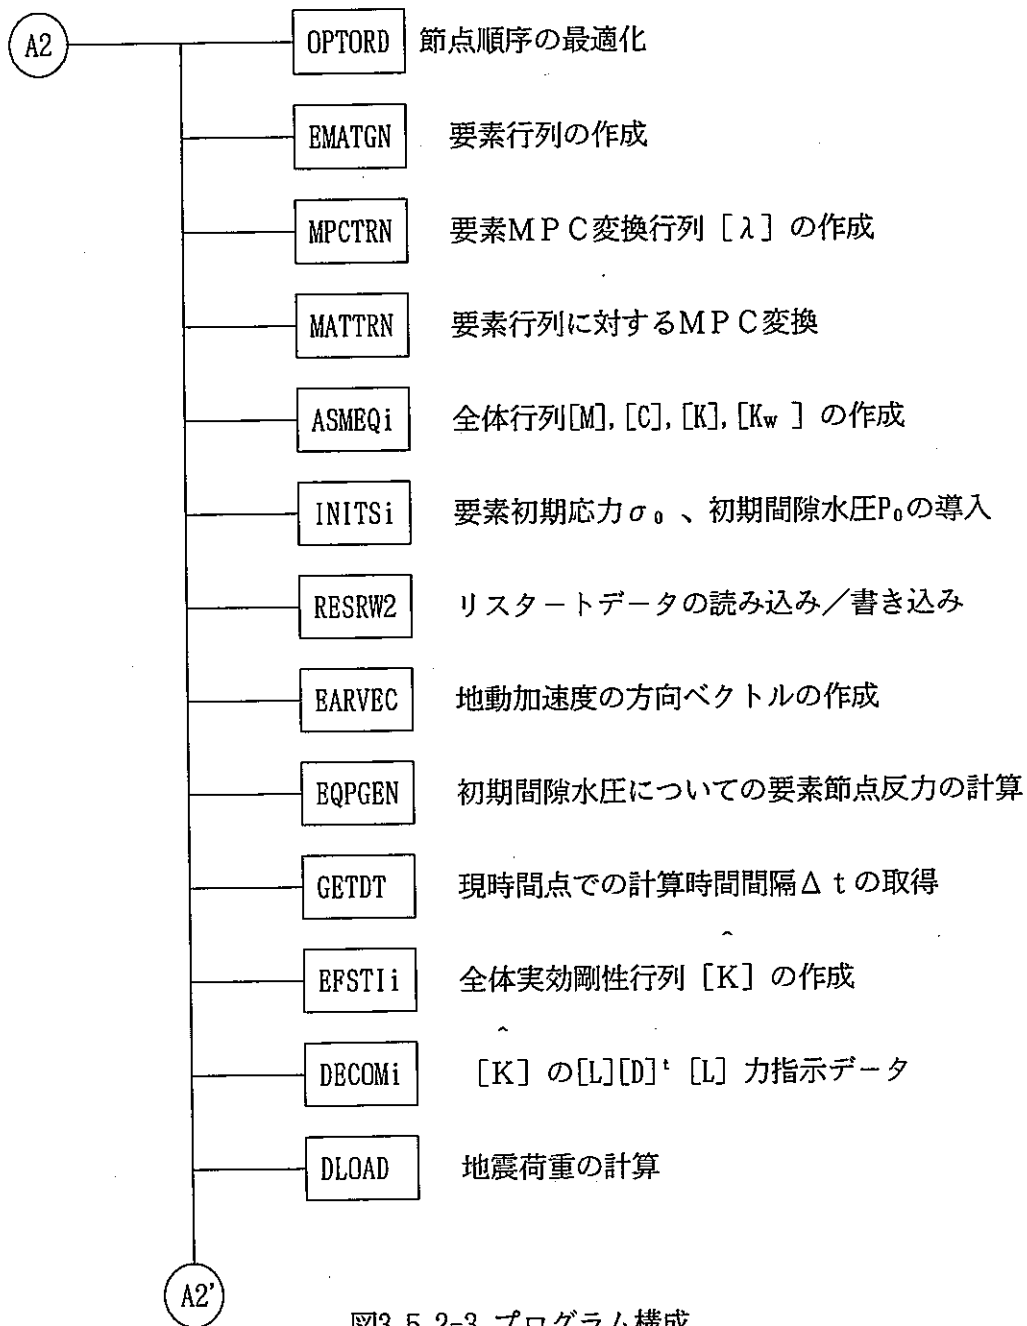 A2
OPTORD 節点順序の最適化
EMATGN 要素行列の作成
MPCTRN 要素MPC変換行列［λ］の作成
MATTRN 要素行列に対するMPC変換
ASMEQi 全体行列[M],[C],[K],[Kw ] の作成
INITSi 要素初期応力σ₀ 、初期間隙水圧P₀の導入
RESRW2 リスタートデータの読み込み／書き込み
EARVEC 地動加速度の方向ベクトルの作成
EQPGEN 初期間隙水圧についての要素節点反力の計算
GETDT 現時間点での計算時間間隔Δtの取得
EFSTIi 全体実効剛性行列［K̂］の作成
DECOMi ［K̂］の[L][D]ᵗ [L] 力指示データ
DLOAD 地震荷重の計算
A2'
図3.5.2-3 プログラム構成